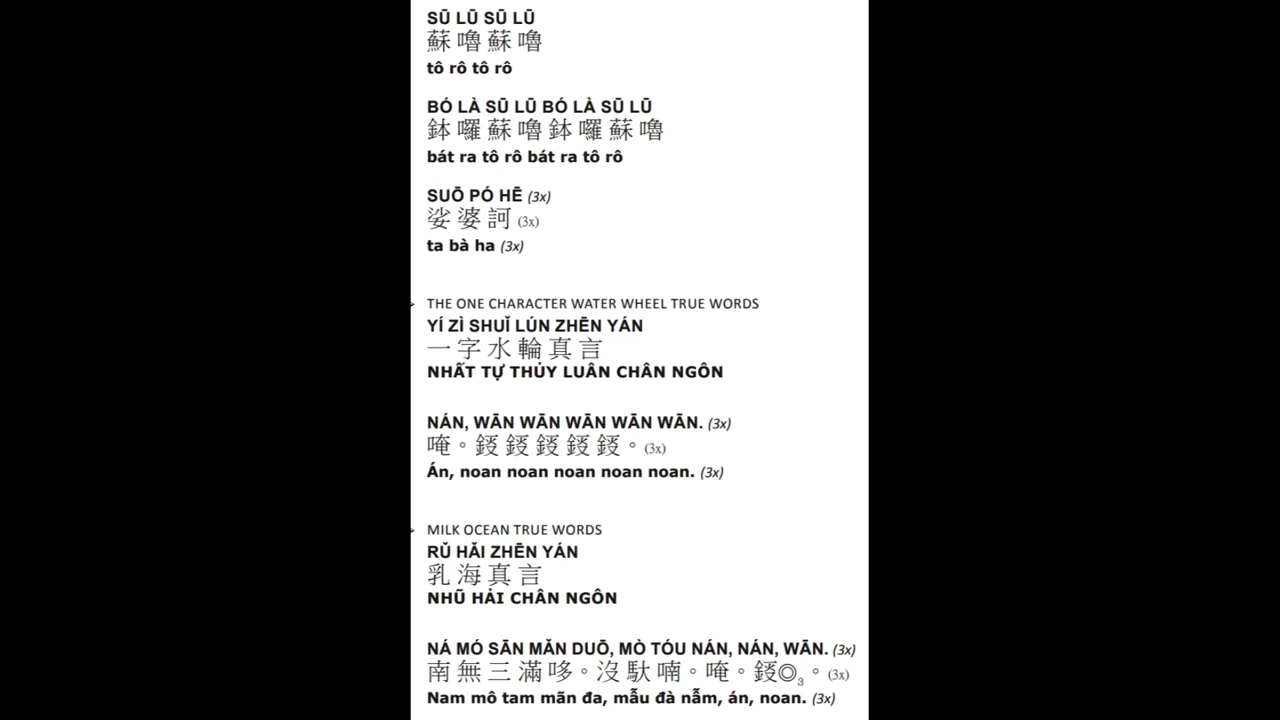 SŪ LŪ SŪ LŪ
蘇 嚕 蘇 嚕
tô rô tô rô
BÓ LÀ SŪ LŪ BÓ LÀ SŪ LŪ
鉢 囉 蘇 嚕 鉢 囉 蘇 嚕
bát ra tô rô bát ra tô rô
SUŌ PÓ HĒ (3x)
娑 婆 訶 (3x)
ta bà ha (3x)
THE ONE CHARACTER WATER WHEEL TRUE WORDS
YÍ ZÌ SHUǏ LÚN ZHĒN YÁN
一 字 水 輪 真 言
NHẤT TỰ THỦY LUÂN CHÂN NGÔN
NÁN, WĀN WĀN WĀN WĀN WĀN. (3x)
唵。鋄 鋄 鋄 鋄 鋄。(3x)
Án, noan noan noan noan noan. (3x)
MILK OCEAN TRUE WORDS
RǓ HǍI ZHĒN YÁN
乳 海 真 言
NHŨ HẢI CHÂN NGÔN
NÁ MÓ SĀN MǍN DUŌ, MÒ TÓU NÁN, NÁN, WĀN. (3x)
南 無 三 滿 哆。沒 馱 喃。唵。鋄◎3。(3x)
Nam mô tam mãn đa, mẫu đà nẫm, án, noan. (3x)